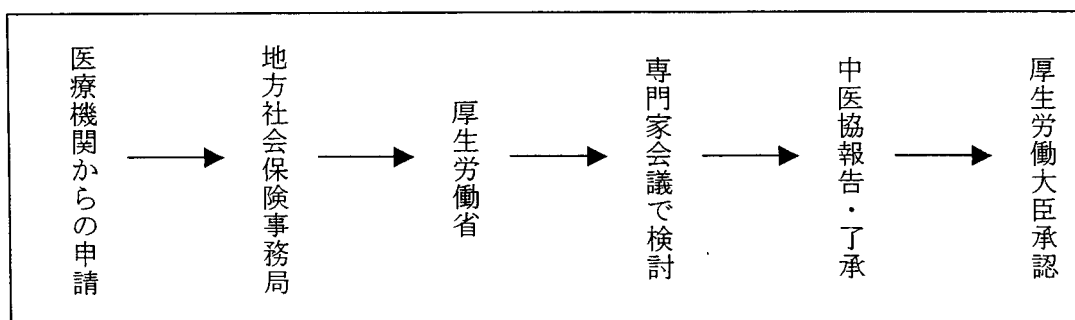 医療機関からの申請
地方社会保険事務局
厚生労働省
専門家会議で検討
中医協報告・了承
厚生労働大臣承認